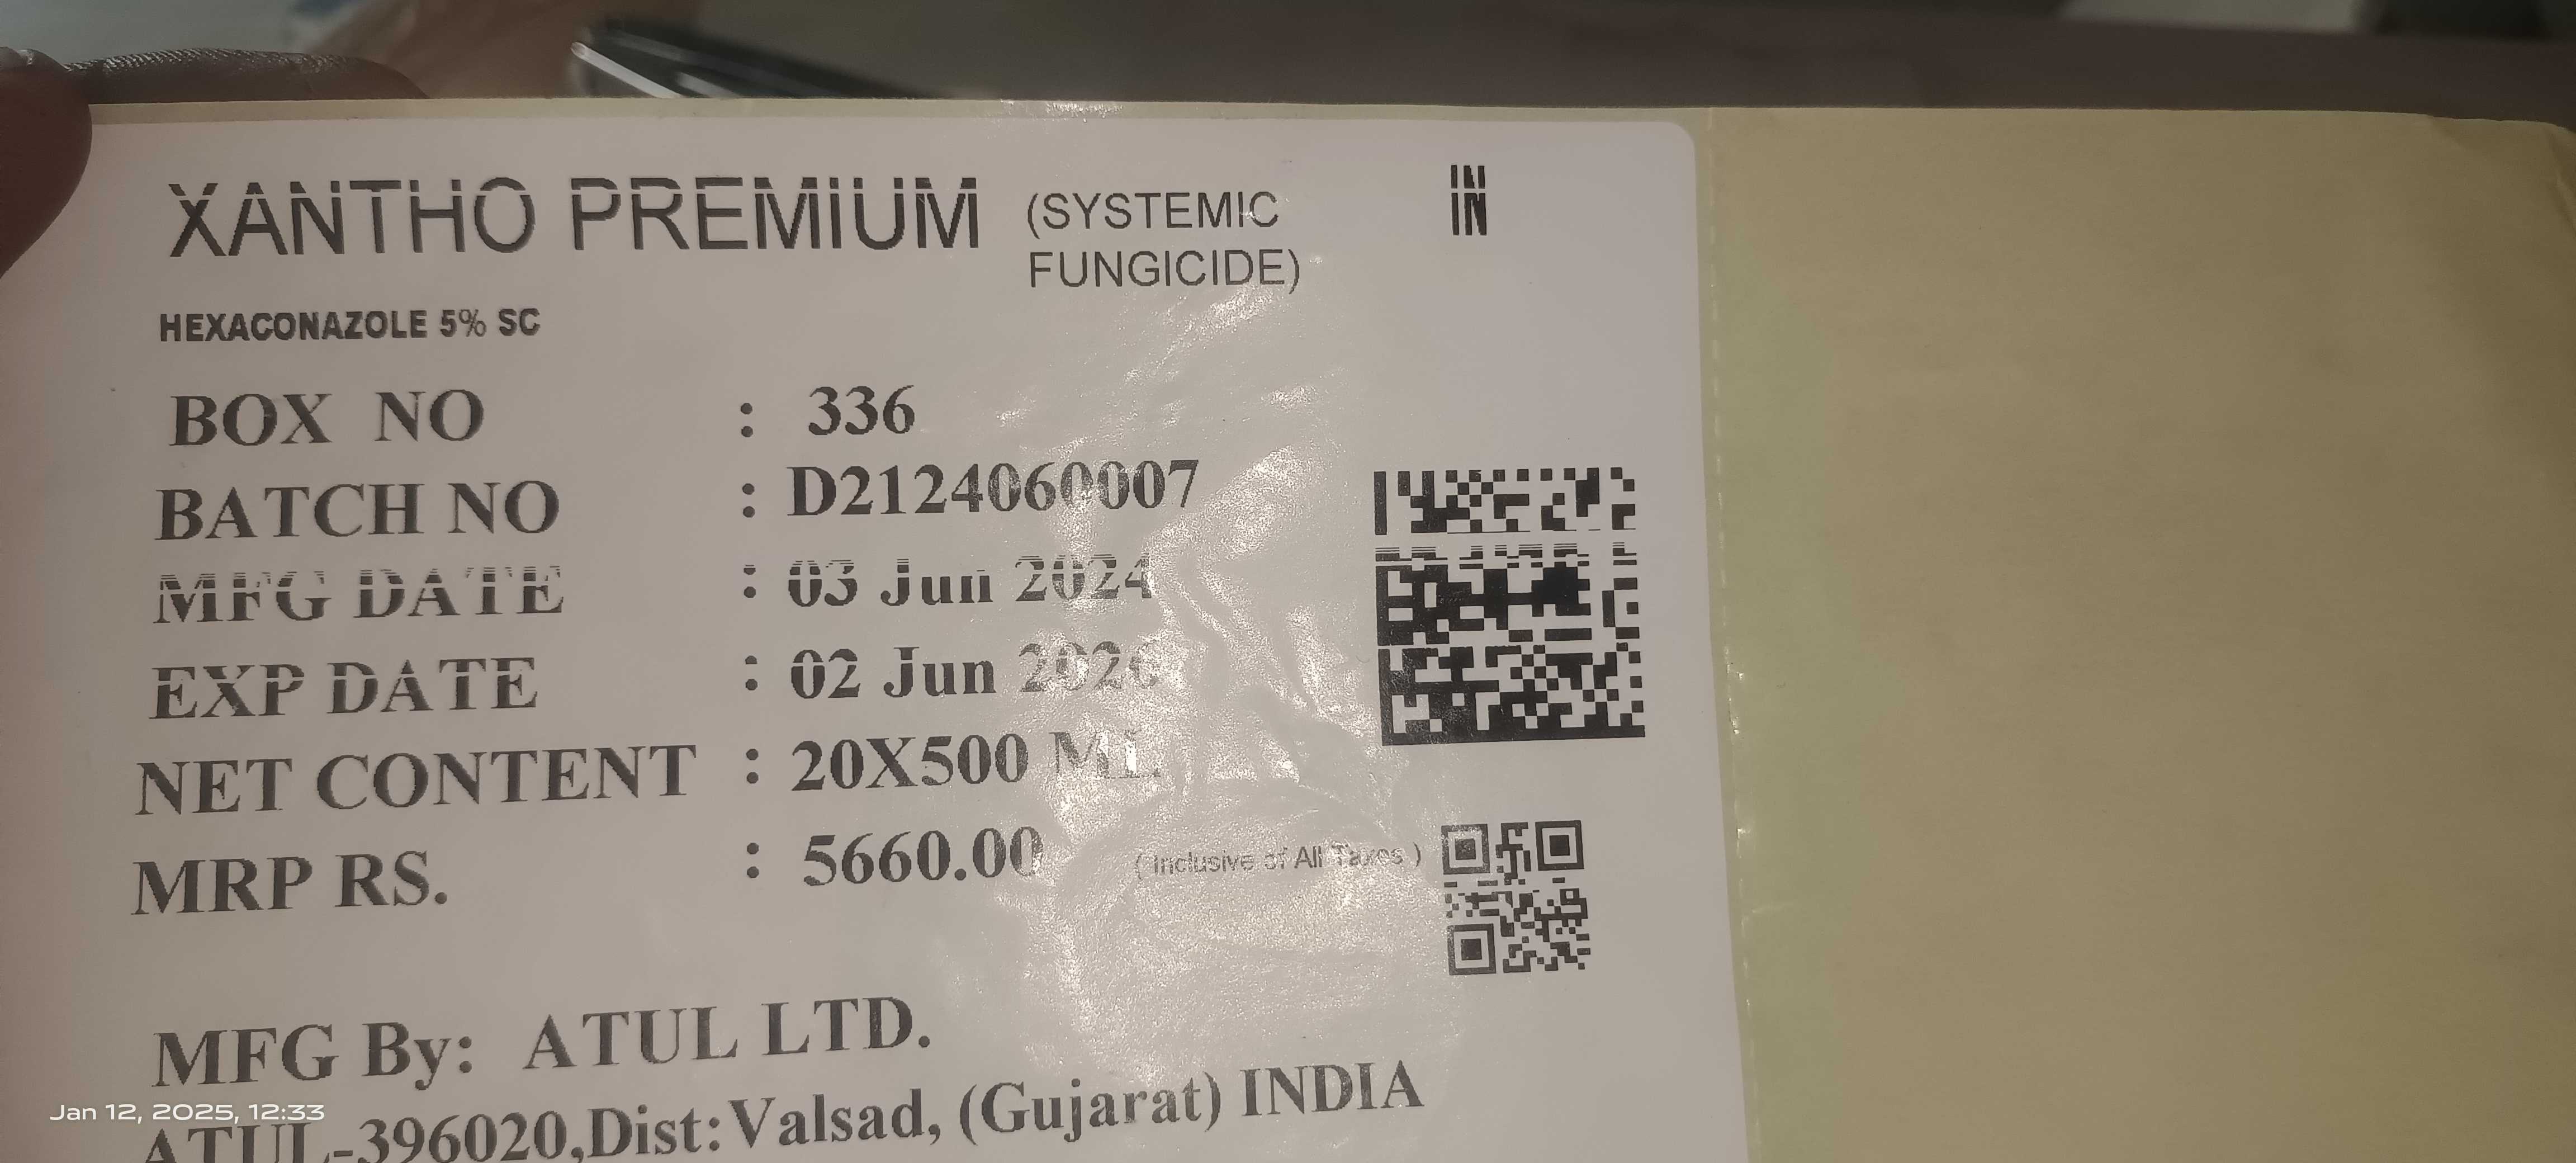 XANTHO PREMIUM (SYSTEMIC
FUNGICIDE)
IN
IN
HEXACONAZOLE 5% SC
BOX NO : 336
BATCH NO : D2124060007
MFG DATE : 03 Jun 2024
EXP DATE : 02 Jun 2026
NET CONTENT : 20X500 ML
MRP RS. : 5660.00 ( Inclusive of All Taxes )
MFG By: ATUL LTD.
ATUL-396020,Dist:Valsad, (Gujarat) INDIA
Jan 12, 2025, 12:33